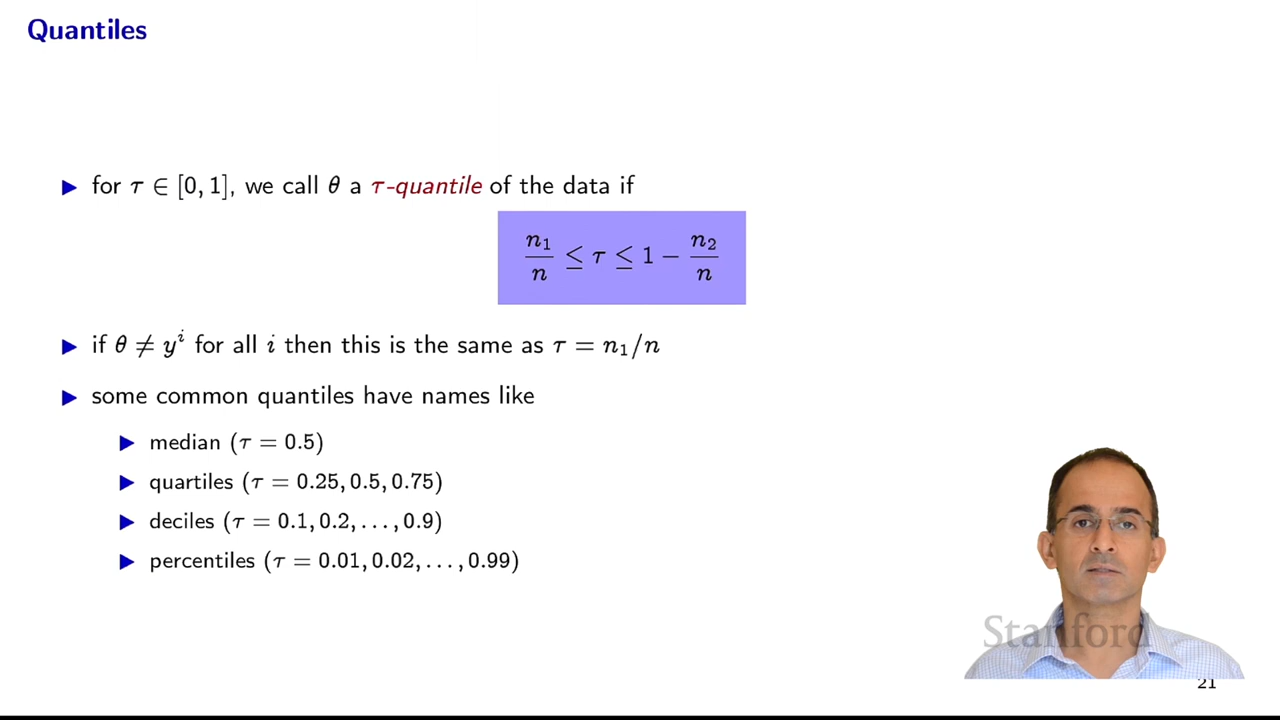 Quantiles
▶ for τ ∈ [0, 1], we call θ a τ-quantile of the data if
n₁/n ≤ τ ≤ 1 − n₂/n
▶ if θ ≠ yⁱ for all i then this is the same as τ = n₁/n
▶ some common quantiles have names like
▶ median (τ = 0.5)
▶ quartiles (τ = 0.25, 0.5, 0.75)
▶ deciles (τ = 0.1, 0.2, . . . , 0.9)
▶ percentiles (τ = 0.01, 0.02, . . . , 0.99)
Stanford
21